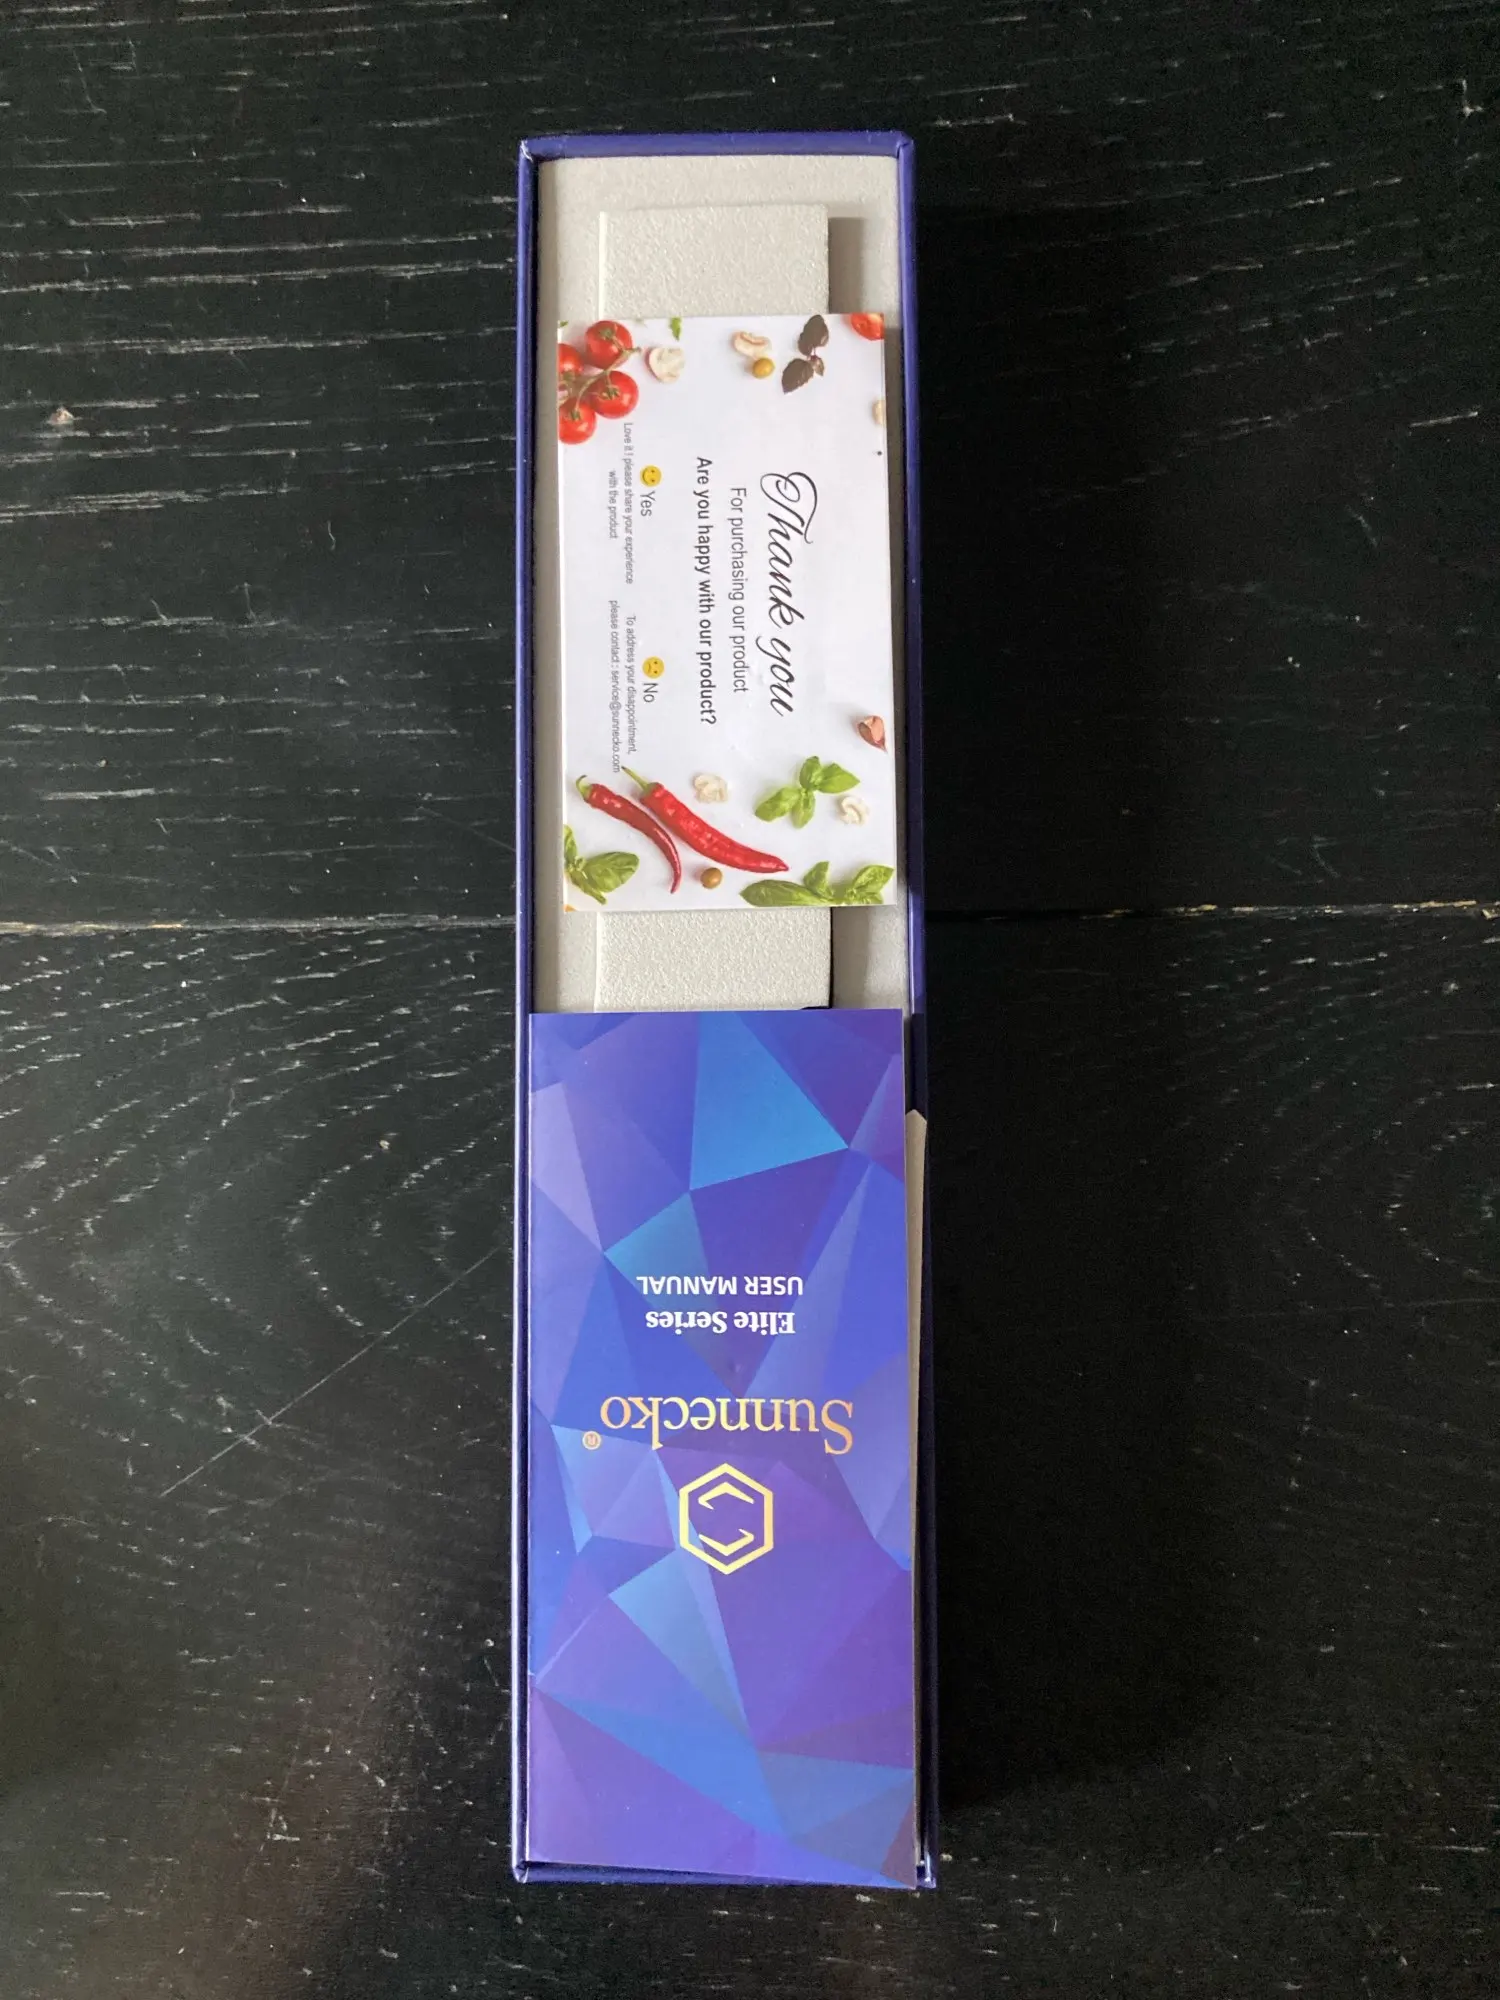 Thank you
For purchasing our product
Are you happy with our product?
Yes
Love it ! please share your experience
with the product
No
To address your disappointment,
please contact : service@sunnecko.com
Sunnecko®
Elite Series
USER MANUAL